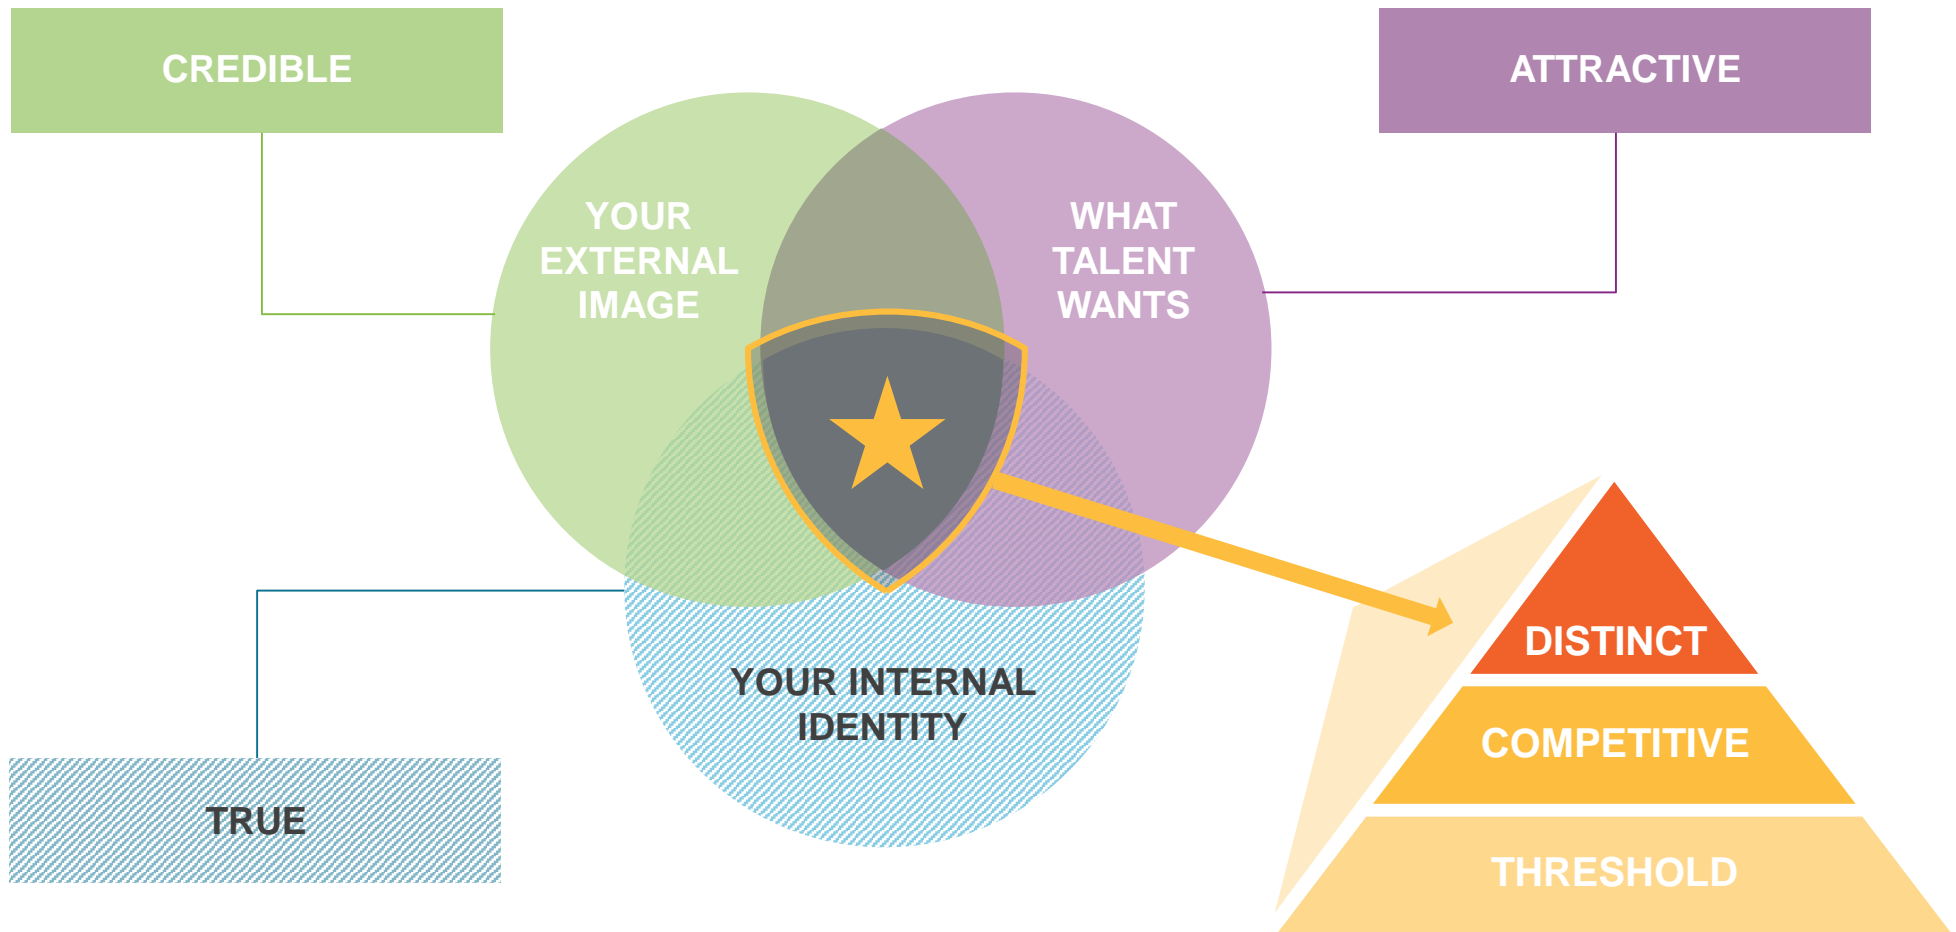 CREDIBLE
ATTRACTIVE
YOUR
EXTERNAL
IMAGE
WHAT
TALENT
WANTS
YOUR INTERNAL
IDENTITY
TRUE
DISTINCT
COMPETITIVE
THRESHOLD